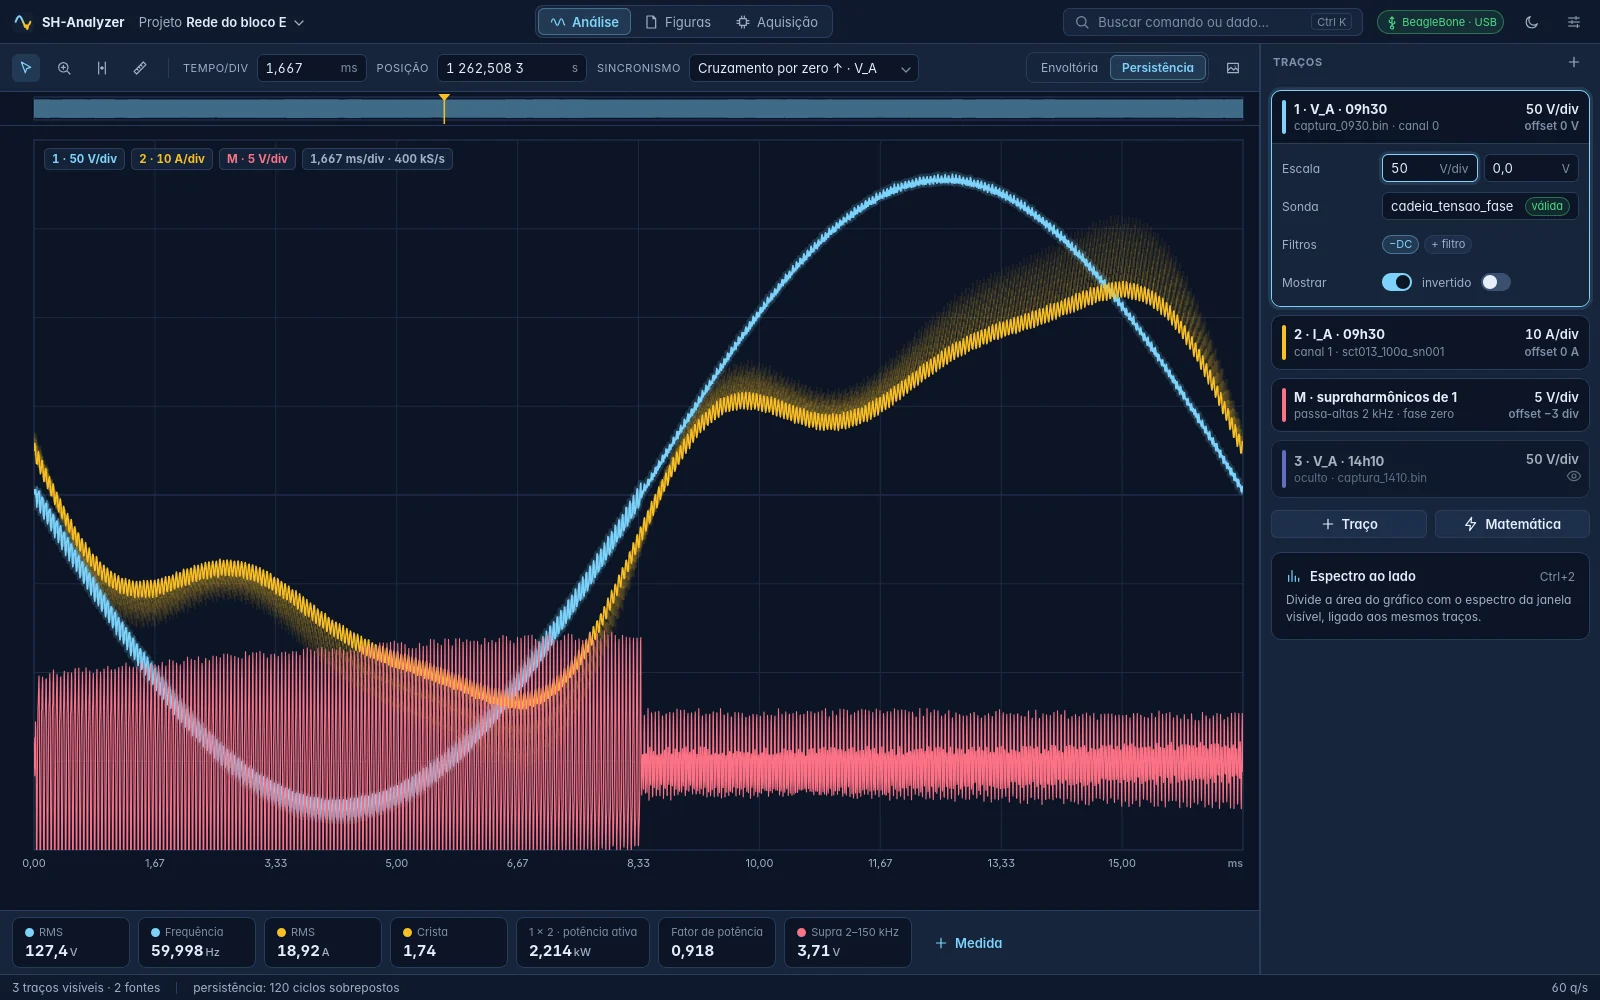 SH-Analyzer Projeto Rede do bloco E
Análise Figuras Aquisição
Buscar comando ou dado... Ctrl K
BeagleBone · USB
TEMPO/DIV 1,667 ms POSIÇÃO 1 262,508 3 s SINCRONISMO Cruzamento por zero ↑ · V_A
Envoltória Persistência
TRAÇOS
1 · 50 V/div 2 · 10 A/div M · 5 V/div 1,667 ms/div · 400 kS/s
0,00 1,67 3,33 5,00 6,67 8,33 10,00 11,67 13,33 15,00 ms
1 · V_A · 09h30 50 V/div
captura_0930.bin · canal 0 offset 0 V
Escala 50 V/div 0,0 V
Sonda cadeia_tensao_fase válida
Filtros −DC + filtro
Mostrar invertido
2 · I_A · 09h30 10 A/div
canal 1 · sct013_100a_sn001 offset 0 A
M · supraharmônicos de 1 5 V/div
passa-altas 2 kHz · fase zero offset −3 div
3 · V_A · 14h10 50 V/div
oculto · captura_1410.bin
+ Traço Matemática
Espectro ao lado Ctrl+2
Divide a área do gráfico com o espectro da janela
visível, ligado aos mesmos traços.
RMS Frequência RMS Crista 1 × 2 · potência ativa Fator de potência Supra 2–150 kHz
127,4 V 59,998 Hz 18,92 A 1,74 2,214 kW 0,918 3,71 V
+ Medida
3 traços visíveis · 2 fontes persistência: 120 ciclos sobrepostos 60 q/s